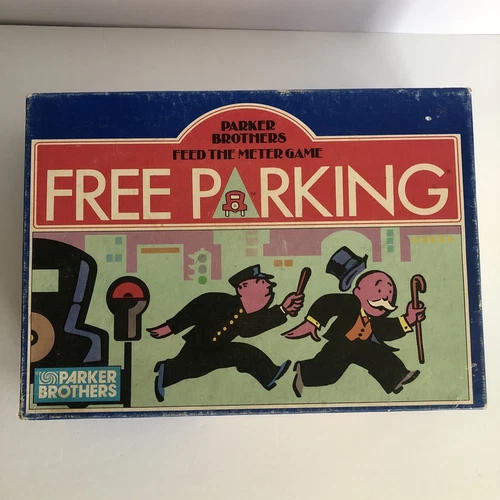 PARKER
BROTHERS
FEED THE METER GAME
FREE PARKING
PARKER
BROTHERS